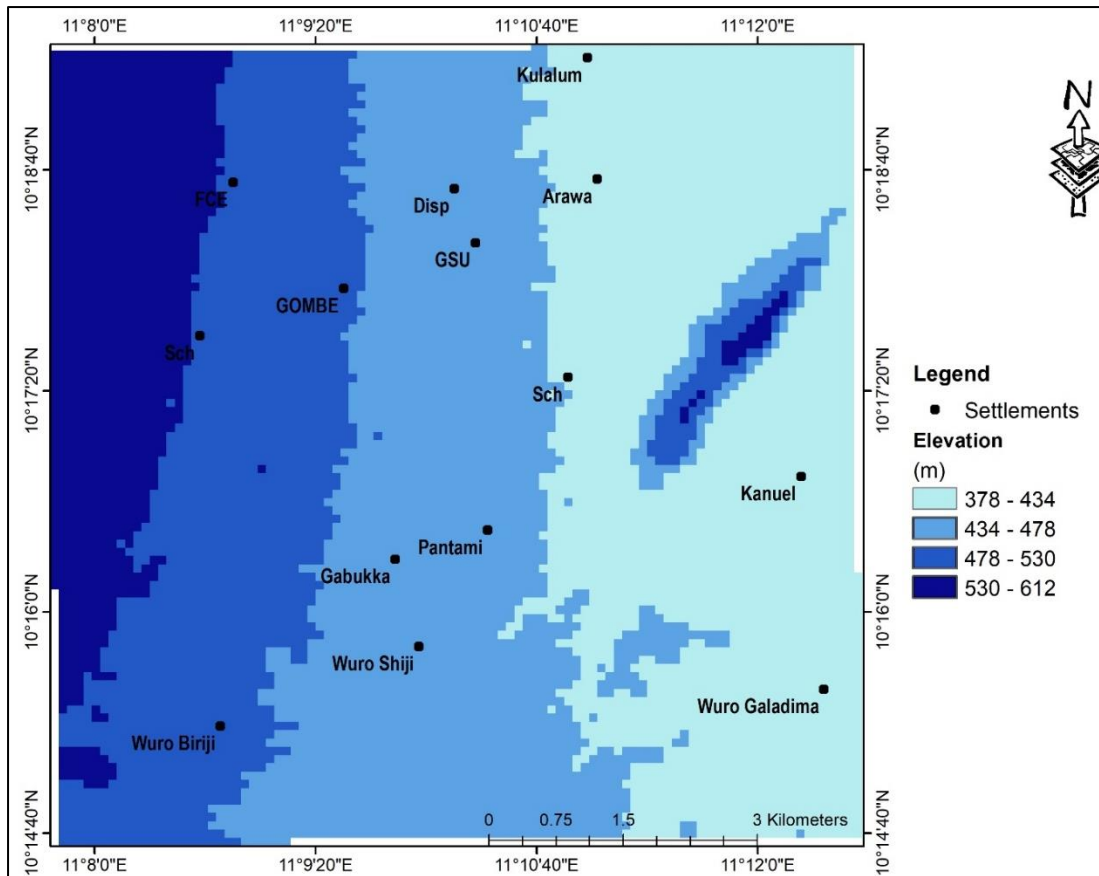 11°8'0"E 11°9'20"E 11°10'40"E 11°12'0"E
N
Kulalum
10°18'40"N 10°18'40"N
FCE
Disp
Arawa
GSU
GOMBE
Sch
10°17'20"N 10°17'20"N
Sch
Legend
Settlements
Elevation
(m)
378 - 434
434 - 478
478 - 530
530 - 612
Kanuel
Pantami
Gabukka
10°16'0"N 10°16'0"N
Wuro Shiji
Wuro Galadima
Wuro Biriji
0 0.75 1.5 3 Kilometers
10°14'40"N 10°14'40"N
11°8'0"E 11°9'20"E 11°10'40"E 11°12'0"E